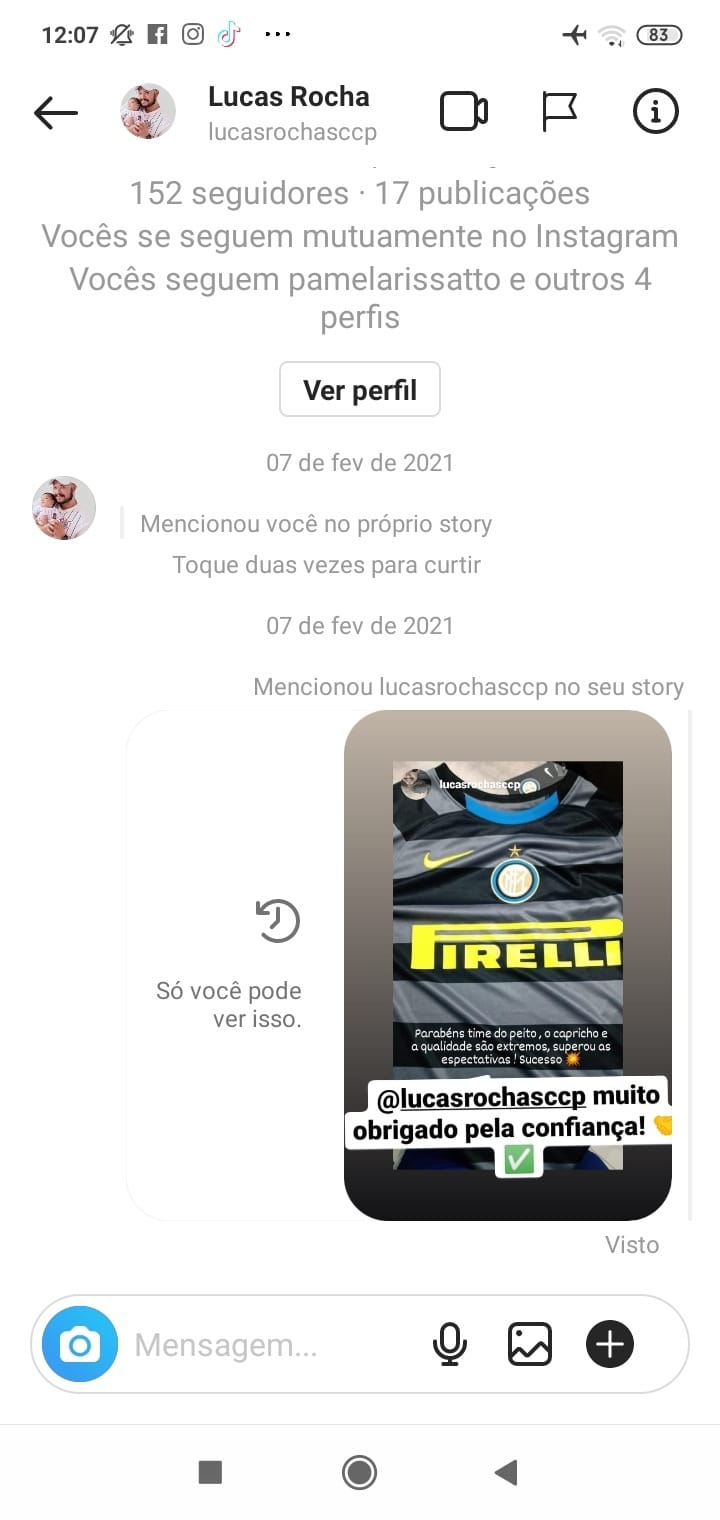 12:07
83
Lucas Rocha
lucasrochasccp
152 seguidores · 17 publicações
Vocês se seguem mutuamente no Instagram
Vocês seguem pamelarissatto e outros 4
perfis
Ver perfil
07 de fev de 2021
Mencionou você no próprio story
Toque duas vezes para curtir
07 de fev de 2021
Mencionou lucasrochasccp no seu story
lucasrochasccp
PIRELLI
Só você pode
ver isso.
Parabéns time do peito , o capricho e
a qualidade são extremos, superou as
espectativas ! Sucesso 💥
@lucasrochasccp muito
obrigado pela confiança! 🤝
✅
Visto
Mensagem...